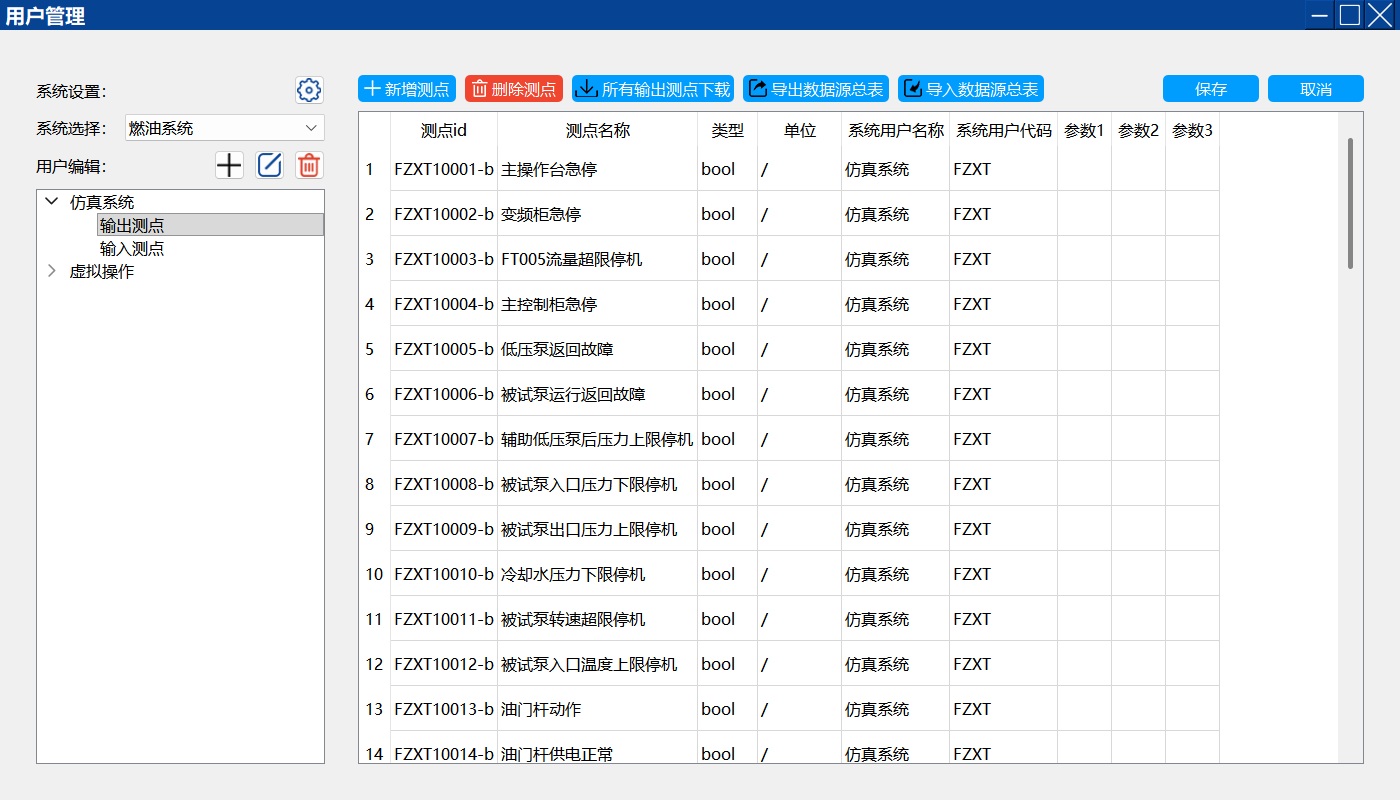 用户管理
系统设置：
系统选择： 燃油系统
用户编辑：
仿真系统
输出测点
输入测点
虚拟操作
新增测点 删除测点 所有输出测点下载 导出数据源总表 导入数据源总表 保存 取消
测点id 测点名称 类型 单位 系统用户名称 系统用户代码 参数1 参数2 参数3
1 FZXT10001-b 主操作台急停 bool / 仿真系统 FZXT
2 FZXT10002-b 变频柜急停 bool / 仿真系统 FZXT
3 FZXT10003-b FT005流量超限停机 bool / 仿真系统 FZXT
4 FZXT10004-b 主控制柜急停 bool / 仿真系统 FZXT
5 FZXT10005-b 低压泵返回故障 bool / 仿真系统 FZXT
6 FZXT10006-b 被试泵运行返回故障 bool / 仿真系统 FZXT
7 FZXT10007-b 辅助低压泵后压力上限停机 bool / 仿真系统 FZXT
8 FZXT10008-b 被试泵入口压力下限停机 bool / 仿真系统 FZXT
9 FZXT10009-b 被试泵出口压力上限停机 bool / 仿真系统 FZXT
10 FZXT10010-b 冷却水压力下限停机 bool / 仿真系统 FZXT
11 FZXT10011-b 被试泵转速超限停机 bool / 仿真系统 FZXT
12 FZXT10012-b 被试泵入口温度上限停机 bool / 仿真系统 FZXT
13 FZXT10013-b 油门杆动作 bool / 仿真系统 FZXT
14 FZXT10014-b 油门杆供电正常 bool / 仿真系统 FZXT